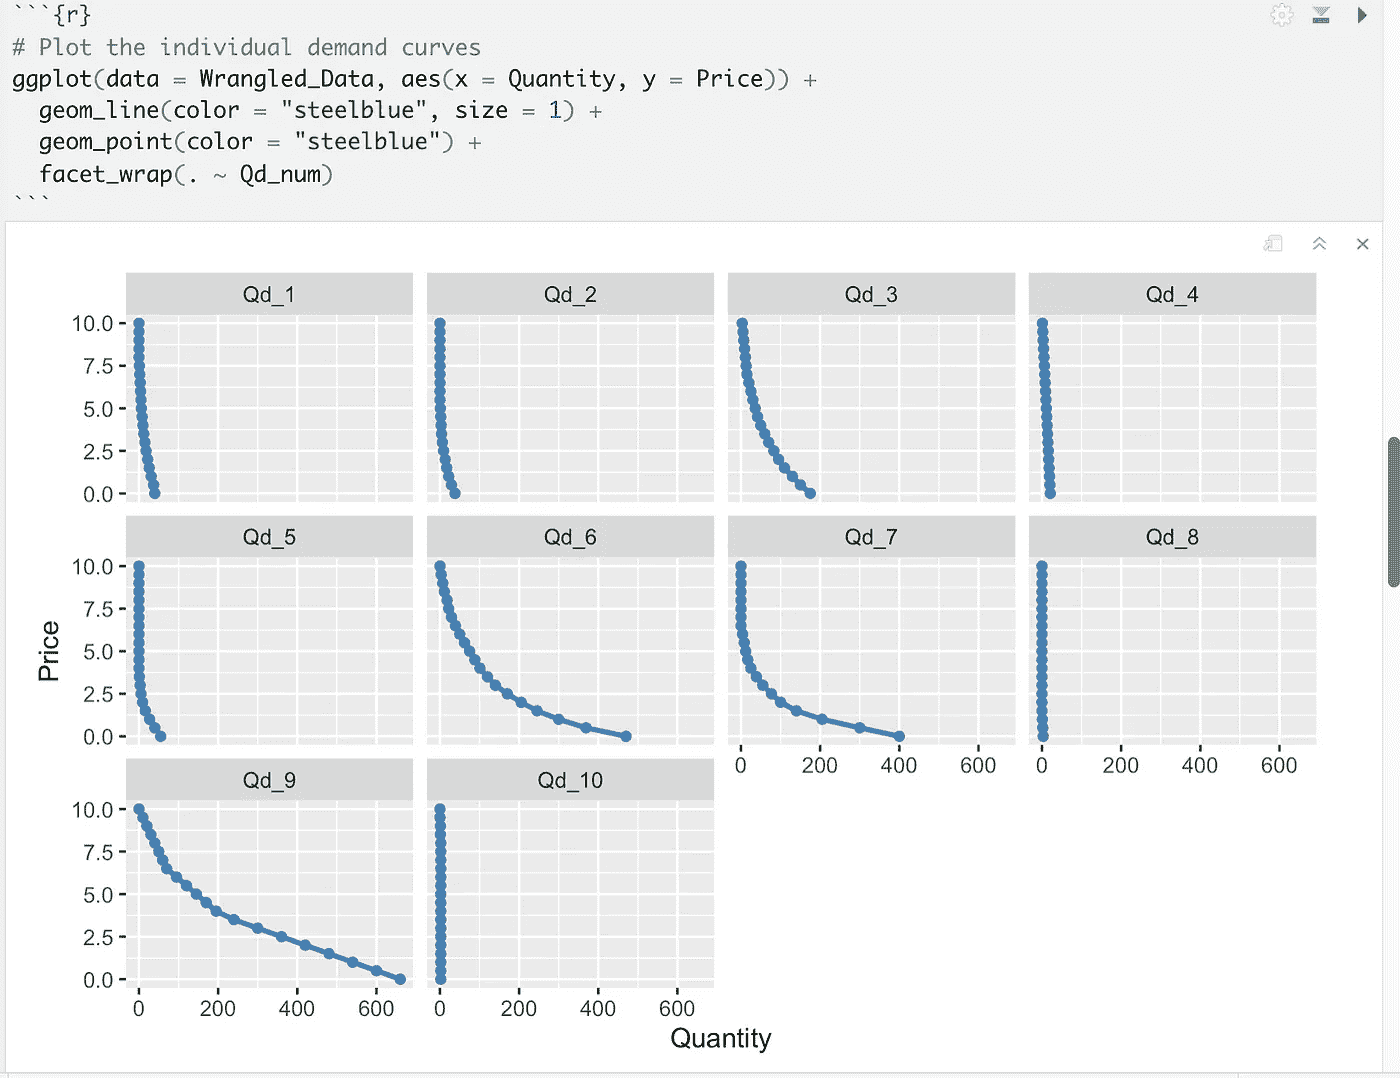 ```{r}
# Plot the individual demand curves
ggplot(data = Wrangled_Data, aes(x = Quantity, y = Price)) +
  geom_line(color = "steelblue", size = 1) +
  geom_point(color = "steelblue") +
  facet_wrap(. ~ Qd_num)
```
Qd_1 Qd_2 Qd_3 Qd_4
10.0
7.5
5.0
2.5
0.0
Qd_5 Qd_6 Qd_7 Qd_8
10.0
7.5
5.0
2.5
0.0
0 200 400 600 0 200 400 600
Price
Qd_9 Qd_10
10.0
7.5
5.0
2.5
0.0
0 200 400 600 0 200 400 600
Quantity